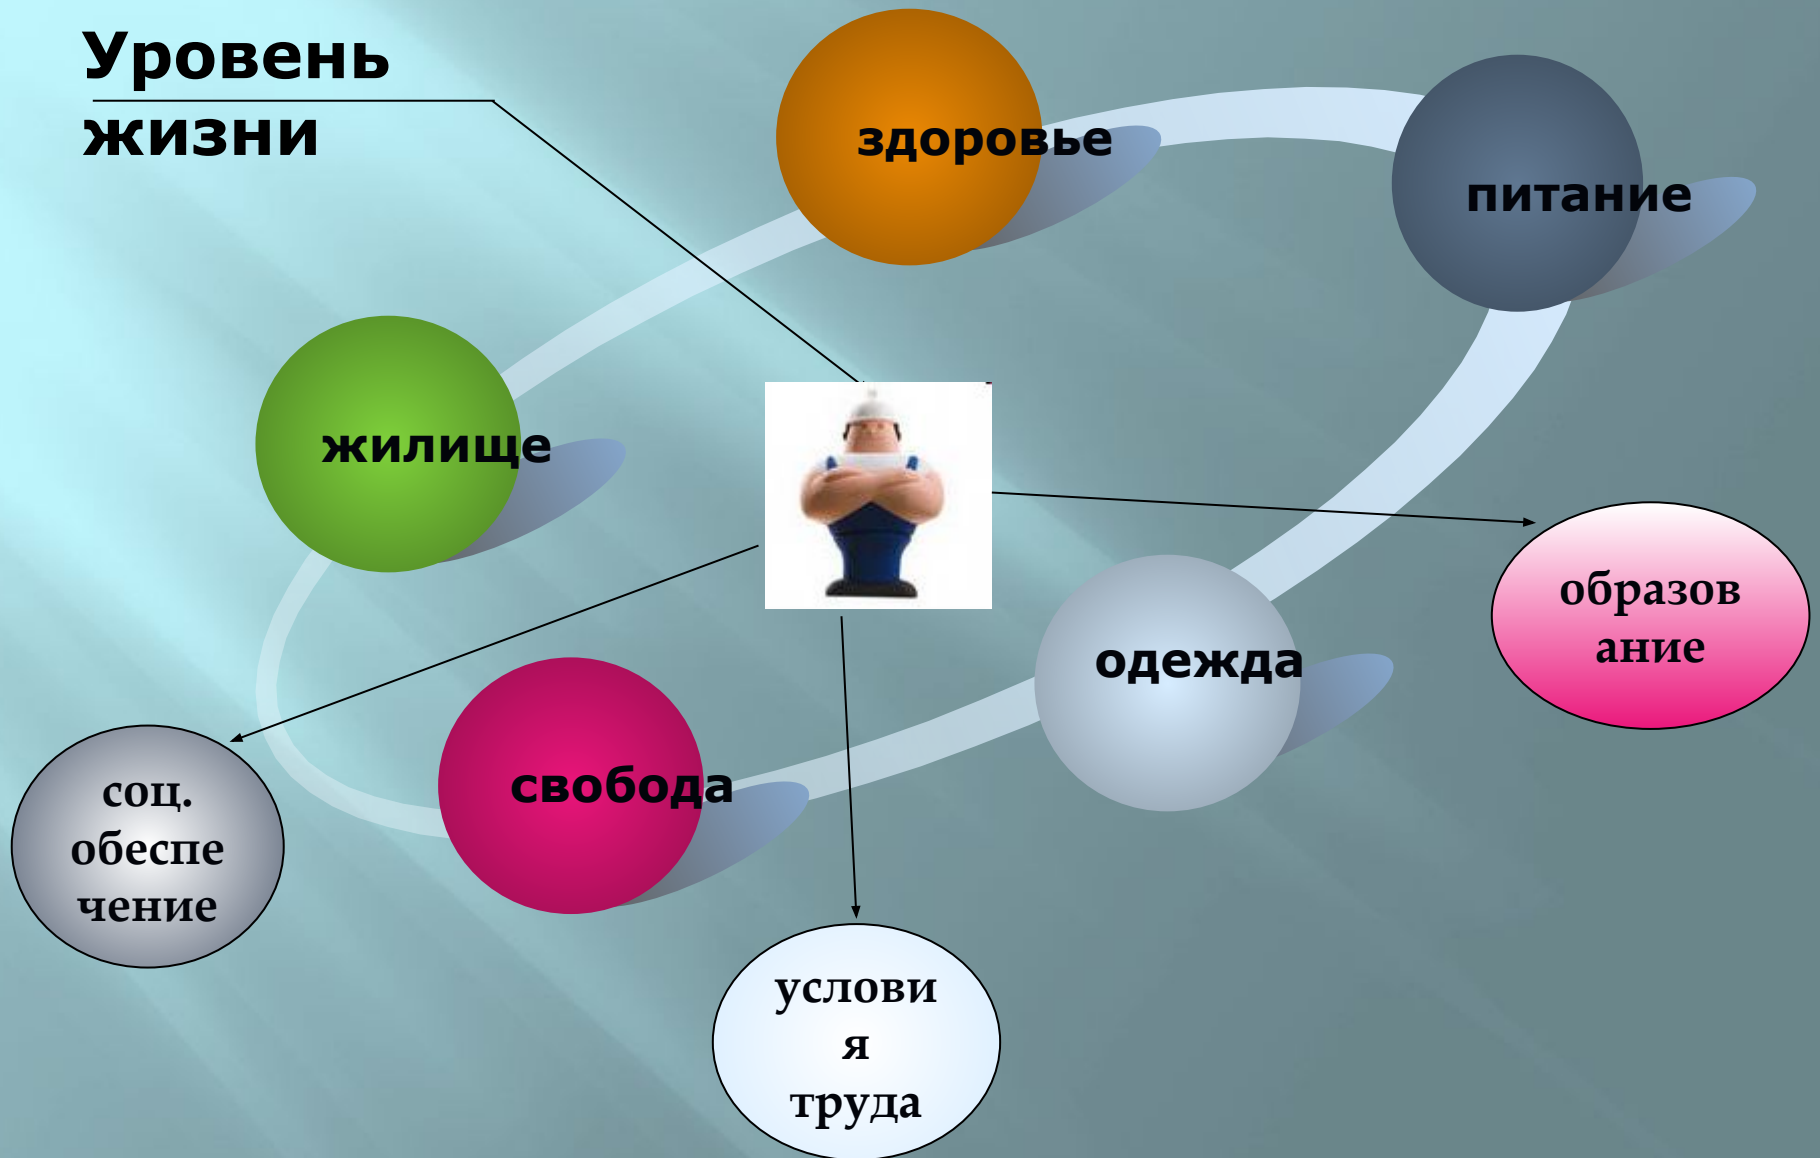 Уровень
жизни
здоровье
питание
жилище
образов
ание
одежда
свобода
соц.
обеспе
чение
услови
я
труда